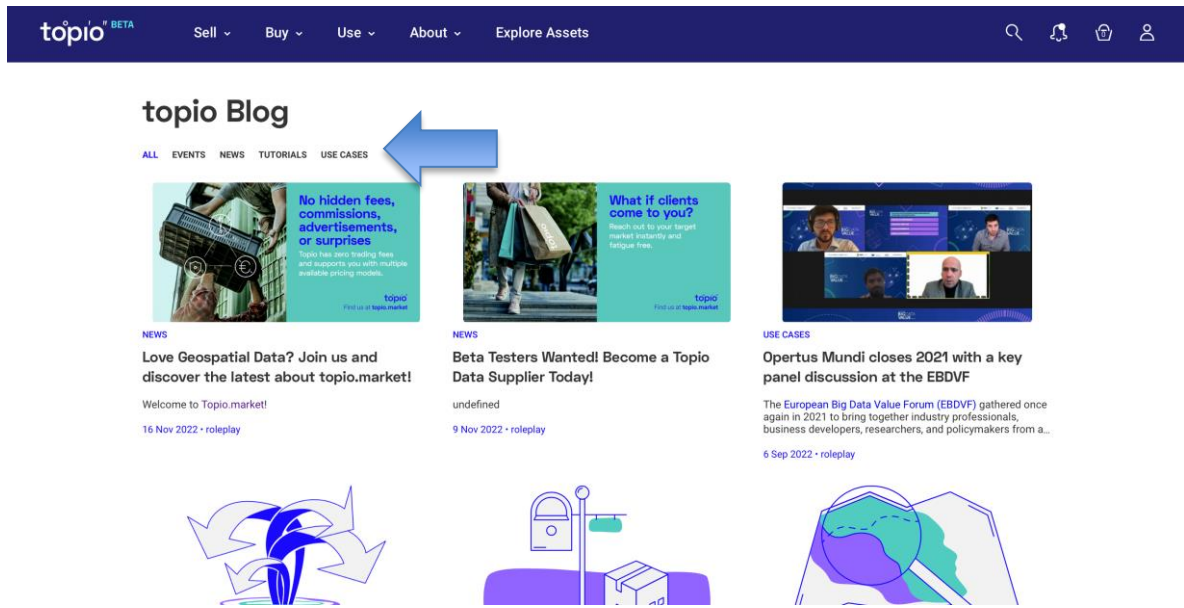 topio" BETA
Sell
Buy
Use
About
Explore Assets
topio Blog
ALL EVENTS NEWS TUTORIALS USE CASES
No hidden fees,
commissions,
advertisements,
or surprises
Topio has zero trading fees
and supports you with multiple
available pricing models.
topio
Find us at topio.market
What if clients
come to you?
Reach out to your target
market instantly and
fatigue free.
topio
Find us at topio.market
NEWS
Love Geospatial Data? Join us and
discover the latest about topio.market!
Welcome to Topio.market!
16 Nov 2022 • roleplay
NEWS
Beta Testers Wanted! Become a Topio
Data Supplier Today!
undefined
9 Nov 2022 • roleplay
USE CASES
Opertus Mundi closes 2021 with a key
panel discussion at the EBDVF
The European Big Data Value Forum (EBDVF) gathered once
again in 2021 to bring together industry professionals,
business developers, researchers, and policymakers from a...
6 Sep 2022 • roleplay